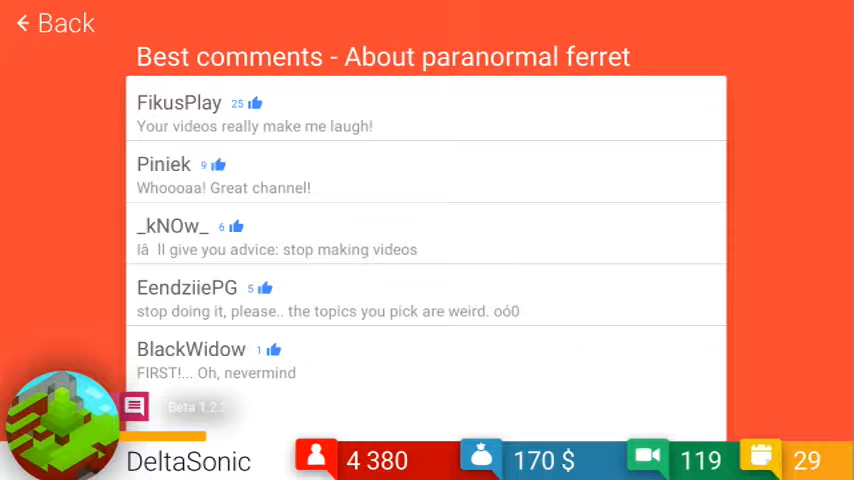 Back
Best comments - About paranormal ferret
FikusPlay 25
Your videos really make me laugh!
Piniek 9
Whoooaa! Great channel!
_kNOw_ 6
Iâ ll give you advice: stop making videos
EendziiePG 5
stop doing it, please.. the topics you pick are weird. oó0
BlackWidow 1
FIRST!... Oh, nevermind
Beta 1.2.2
DeltaSonic 4 380 170 $ 119 29